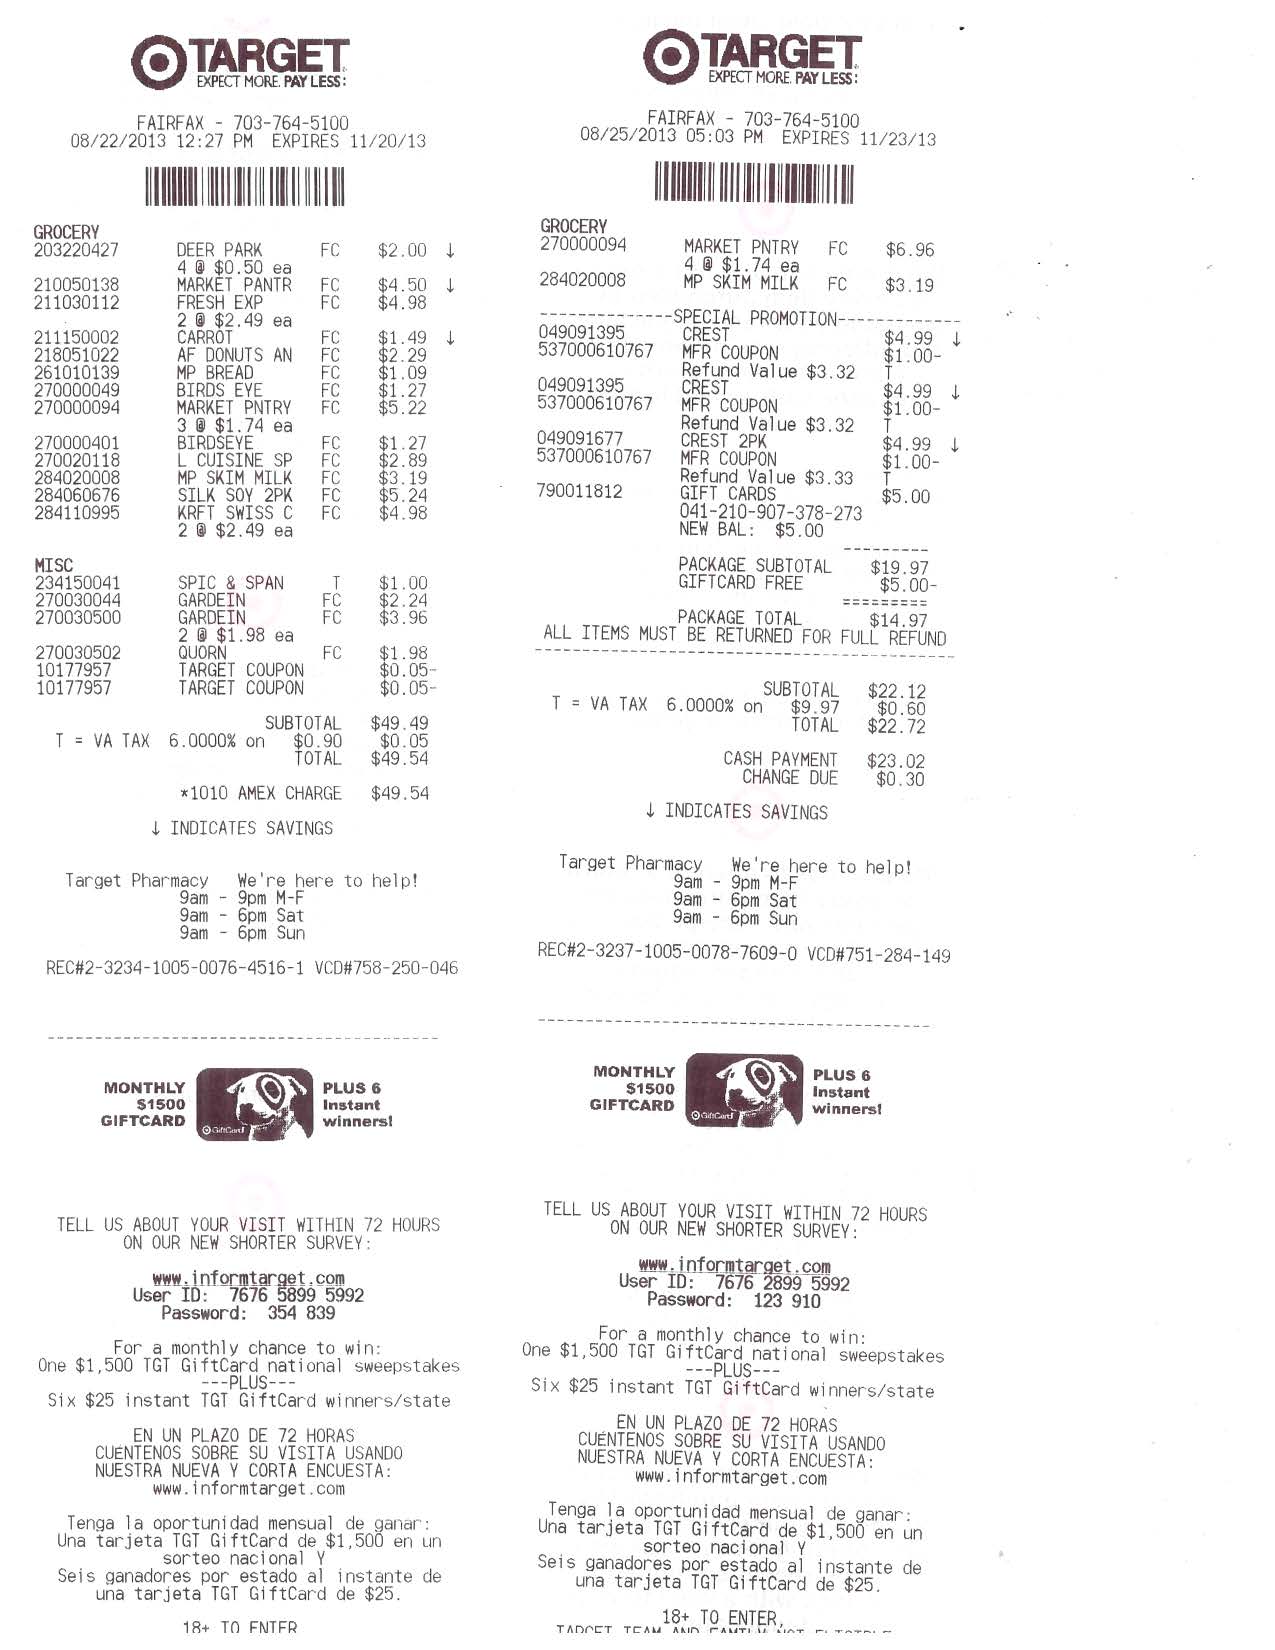 TARGET
EXPECT MORE. PAY LESS.
FAIRFAX - 703-764-5100
08/22/2013 12:27 PM EXPIRES 11/20/13
GROCERY
203220427 DEER PARK FC $2.00 ↓
4 @ $0.50 ea
210050138 MARKET PANTR FC $4.50 ↓
211030112 FRESH EXP FC $4.98
2 @ $2.49 ea
211150002 CARROT FC $1.49 ↓
218051022 AF DONUTS AN FC $2.29
261010139 MP BREAD FC $1.09
270000049 BIRDS EYE FC $1.27
270000094 MARKET PNTRY FC $5.22
3 @ $1.74 ea
270000401 BIRDSEYE FC $1.27
270020118 L CUISINE SP FC $2.89
284020008 MP SKIM MILK FC $3.19
284060676 SILK SOY 2PK FC $5.24
284110995 KRFT SWISS C FC $4.98
2 @ $2.49 ea
MISC
234150041 SPIC & SPAN T $1.00
270030044 GARDEIN FC $2.24
270030500 GARDEIN FC $3.96
2 @ $1.98 ea
270030502 QUORN FC $1.98
10177957 TARGET COUPON $0.05-
10177957 TARGET COUPON $0.05-
SUBTOTAL $49.49
T = VA TAX 6.0000% on $0.90 $0.05
TOTAL $49.54
*1010 AMEX CHARGE $49.54
↓ INDICATES SAVINGS
Target Pharmacy We're here to help!
9am - 9pm M-F
9am - 6pm Sat
9am - 6pm Sun
REC#2-3234-1005-0076-4516-1 VCD#758-250-046
MONTHLY $1500 GIFTCARD
GiftCard
PLUS 6 Instant winners!
TELL US ABOUT YOUR VISIT WITHIN 72 HOURS
ON OUR NEW SHORTER SURVEY:
www.informtarget.com
User ID: 7676 5899 5992
Password: 354 839
For a monthly chance to win:
One $1,500 TGT GiftCard national sweepstakes
---PLUS---
Six $25 instant TGT GiftCard winners/state
EN UN PLAZO DE 72 HORAS
CUÉNTENOS SOBRE SU VISITA USANDO
NUESTRA NUEVA Y CORTA ENCUESTA:
www.informtarget.com
Tenga la oportunidad mensual de ganar:
Una tarjeta TGT GiftCard de $1,500 en un
sorteo nacional Y
Seis ganadores por estado al instante de
una tarjeta TGT GiftCard de $25.
18+ TO ENTER
TARGET
EXPECT MORE. PAY LESS.
FAIRFAX - 703-764-5100
08/25/2013 05:03 PM EXPIRES 11/23/13
GROCERY
270000094 MARKET PNTRY FC $6.96
4 @ $1.74 ea
284020008 MP SKIM MILK FC $3.19
--------------SPECIAL PROMOTION-------------
049091395 CREST $4.99 ↓
537000610767 MFR COUPON $1.00-
Refund Value $3.32 T
049091395 CREST $4.99 ↓
537000610767 MFR COUPON $1.00-
Refund Value $3.32 T
049091677 CREST 2PK $4.99 ↓
537000610767 MFR COUPON $1.00-
Refund Value $3.33 T
790011812 GIFT CARDS $5.00
041-210-907-378-273
NEW BAL: $5.00
---------
PACKAGE SUBTOTAL $19.97
GIFTCARD FREE $5.00-
=========
PACKAGE TOTAL $14.97
ALL ITEMS MUST BE RETURNED FOR FULL REFUND
SUBTOTAL $22.12
T = VA TAX 6.0000% on $9.97 $0.60
TOTAL $22.72
CASH PAYMENT $23.02
CHANGE DUE $0.30
↓ INDICATES SAVINGS
Target Pharmacy We're here to help!
9am - 9pm M-F
9am - 6pm Sat
9am - 6pm Sun
REC#2-3237-1005-0078-7609-0 VCD#751-284-149
MONTHLY $1500 GIFTCARD
GiftCard
PLUS 6 Instant winners!
TELL US ABOUT YOUR VISIT WITHIN 72 HOURS
ON OUR NEW SHORTER SURVEY:
www.informtarget.com
User ID: 7676 2899 5992
Password: 123 910
For a monthly chance to win:
One $1,500 TGT GiftCard national sweepstakes
---PLUS---
Six $25 instant TGT GiftCard winners/state
EN UN PLAZO DE 72 HORAS
CUÉNTENOS SOBRE SU VISITA USANDO
NUESTRA NUEVA Y CORTA ENCUESTA:
www.informtarget.com
Tenga la oportunidad mensual de ganar:
Una tarjeta TGT GiftCard de $1,500 en un
sorteo nacional Y
Seis ganadores por estado al instante de
una tarjeta TGT GiftCard de $25.
18+ TO ENTER,
TARGET TEAM AND FAMILY NOT ELIGIBLE